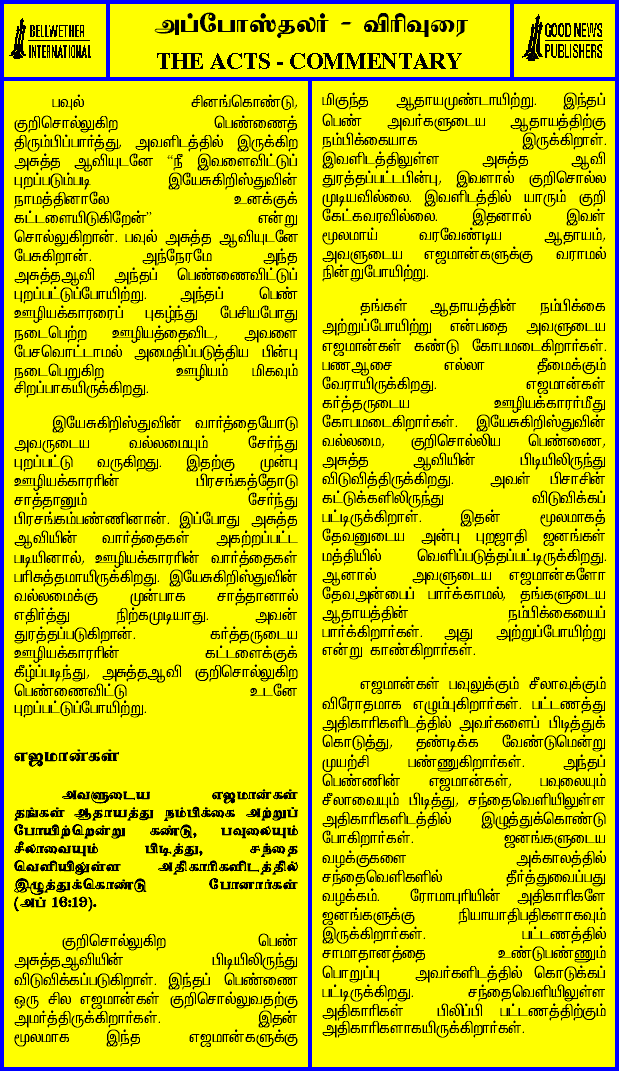 BELLWETHER
INTERNATIONAL
அப்போஸ்தலர் - விரிவுரை
THE ACTS - COMMENTARY
GOOD NEWS
PUBLISHERS
பவுல் சினங்கொண்டு,
குறிசொல்லுகிற பெண்ணைத்
திரும்பிப்பார்த்து, அவளிடத்தில் இருக்கிற
அசுத்த ஆவியுடனே “நீ இவளைவிட்டுப்
புறப்படும்படி இயேசுகிறிஸ்துவின்
நாமத்தினாலே உனக்குக்
கட்டளையிடுகிறேன்” என்று
சொல்லுகிறான். பவுல் அசுத்த ஆவியுடனே
பேசுகிறான். அந்நேரமே அந்த
அசுத்தஆவி அந்தப் பெண்ணைவிட்டுப்
புறப்பட்டுப்போயிற்று. அந்தப் பெண்
ஊழியக்காரரைப் புகழ்ந்து பேசியபோது
நடைபெற்ற ஊழியத்தைவிட, அவளை
பேசவொட்டாமல் அமைதிப்படுத்திய பின்பு
நடைபெறுகிற ஊழியம் மிகவும்
சிறப்பாகயிருக்கிறது.
இயேசுகிறிஸ்துவின் வார்த்தையோடு
அவருடைய வல்லமையும் சேர்ந்து
புறப்பட்டு வருகிறது. இதற்கு முன்பு
ஊழியக்காரரின் பிரசங்கத்தோடு
சாத்தானும் சேர்ந்து
பிரசங்கம்பண்ணினான். இப்போது அசுத்த
ஆவியின் வார்த்தைகள் அகற்றப்பட்ட
படியினால், ஊழியக்காரரின் வார்த்தைகள்
பரிசுத்தமாயிருக்கிறது. இயேசுகிறிஸ்துவின்
வல்லமைக்கு முன்பாக சாத்தானால்
எதிர்த்து நிற்கமுடியாது. அவன்
துரத்தப்படுகிறான். கர்த்தருடைய
ஊழியக்காரரின் கட்டளைக்குக்
கீழ்ப்படிந்து, அசுத்தஆவி குறிசொல்லுகிற
பெண்ணைவிட்டு உடனே
புறப்பட்டுப்போயிற்று.
எஜமான்கள்
அவளுடைய எஜமான்கள்
தங்கள் ஆதாயத்து நம்பிக்கை அற்றுப்
போயிற்றென்று கண்டு, பவுலையும்
சீலாவையும் பிடித்து, சந்தை
வெளியிலுள்ள அதிகாரிகளிடத்தில்
இழுத்துக்கொண்டு போனார்கள்
(அப் 16:19).
குறிசொல்லுகிற பெண்
அசுத்தஆவியின் பிடியிலிருந்து
விடுவிக்கப்படுகிறாள். இந்தப் பெண்ணை
ஒரு சில எஜமான்கள் குறிசொல்லுவதற்கு
அமர்த்திருக்கிறார்கள். இதன்
மூலமாக இந்த எஜமான்களுக்கு
மிகுந்த ஆதாயமுண்டாயிற்று. இந்தப்
பெண் அவர்களுடைய ஆதாயத்திற்கு
நம்பிக்கையாக இருக்கிறாள்.
இவளிடத்திலுள்ள அசுத்த ஆவி
துரத்தப்பட்டபின்பு, இவளால் குறிசொல்ல
முடியவில்லை. இவளிடத்தில் யாரும் குறி
கேட்கவரவில்லை. இதனால் இவள்
மூலமாய் வரவேண்டிய ஆதாயம்,
அவளுடைய எஜமான்களுக்கு வராமல்
நின்றுபோயிற்று.
தங்கள் ஆதாயத்தின் நம்பிக்கை
அற்றுப்போயிற்று என்பதை அவளுடைய
எஜமான்கள் கண்டு கோபமடைகிறார்கள்.
பணஆசை எல்லா தீமைக்கும்
வேராயிருக்கிறது. எஜமான்கள்
கர்த்தருடைய ஊழியக்காரர்மீது
கோபமடைகிறார்கள். இயேசுகிறிஸ்துவின்
வல்லமை, குறிசொல்லிய பெண்ணை,
அசுத்த ஆவியின் பிடியிலிருந்து
விடுவித்திருக்கிறது. அவள் பிசாசின்
கட்டுக்களிலிருந்து விடுவிக்கப்
பட்டிருக்கிறாள். இதன் மூலமாகத்
தேவனுடைய அன்பு புறஜாதி ஜனங்கள்
மத்தியில் வெளிப்படுத்தப்பட்டிருக்கிறது.
ஆனால் அவளுடைய எஜமான்களோ
தேவஅன்பைப் பார்க்காமல், தங்களுடைய
ஆதாயத்தின் நம்பிக்கையைப்
பார்க்கிறார்கள். அது அற்றுப்போயிற்று
என்று காண்கிறார்கள்.
எஜமான்கள் பவுலுக்கும் சீலாவுக்கும்
விரோதமாக எழும்புகிறார்கள். பட்டணத்து
அதிகாரிகளிடத்தில் அவர்களைப் பிடித்துக்
கொடுத்து, தண்டிக்க வேண்டுமென்று
முயற்சி பண்ணுகிறார்கள். அந்தப்
பெண்ணின் எஜமான்கள், பவுலையும்
சீலாவையும் பிடித்து, சந்தைவெளியிலுள்ள
அதிகாரிகளிடத்தில் இழுத்துக்கொண்டு
போகிறார்கள். ஜனங்களுடைய
வழக்குகளை அக்காலத்தில்
சந்தைவெளிகளில் தீர்த்துவைப்பது
வழக்கம். ரோமாபுரியின் அதிகாரிகளே
ஜனங்களுக்கு நியாயாதிபதிகளாகவும்
இருக்கிறார்கள். பட்டணத்தில்
சாமாதானத்தை உண்டுபண்ணும்
பொறுப்பு அவர்களிடத்தில் கொடுக்கப்
பட்டிருக்கிறது. சந்தைவெளியிலுள்ள
அதிகாரிகள் பிலிப்பி பட்டணத்திற்கும்
அதிகாரிகளாகயிருக்கிறார்கள்.